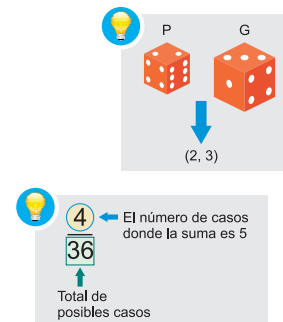 P G
(2, 3)
4
36
El número de casos
donde la suma es 5
Total de
posibles casos